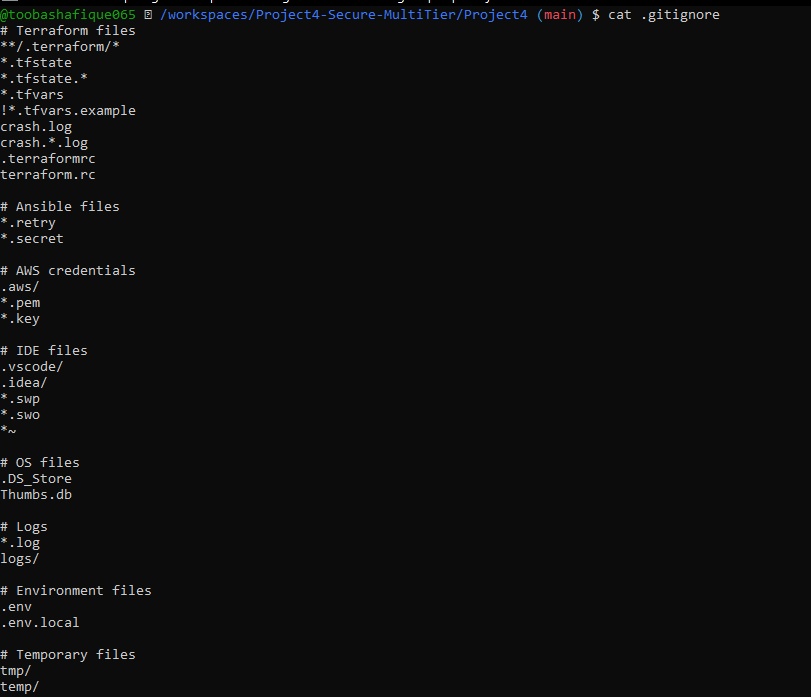 @toobashafique065 /workspaces/Project4-Secure-MultiTier/Project4 (main) $ cat .gitignore
# Terraform files
**/.terraform/*
*.tfstate
*.tfstate.*
*.tfvars
!*.tfvars.example
crash.log
crash.*.log
.terraformrc
terraform.rc

# Ansible files
*.retry
*.secret

# AWS credentials
.aws/
*.pem
*.key

# IDE files
.vscode/
.idea/
*.swp
*.swo
*~

# OS files
.DS_Store
Thumbs.db

# Logs
*.log
logs/

# Environment files
.env
.env.local

# Temporary files
tmp/
temp/